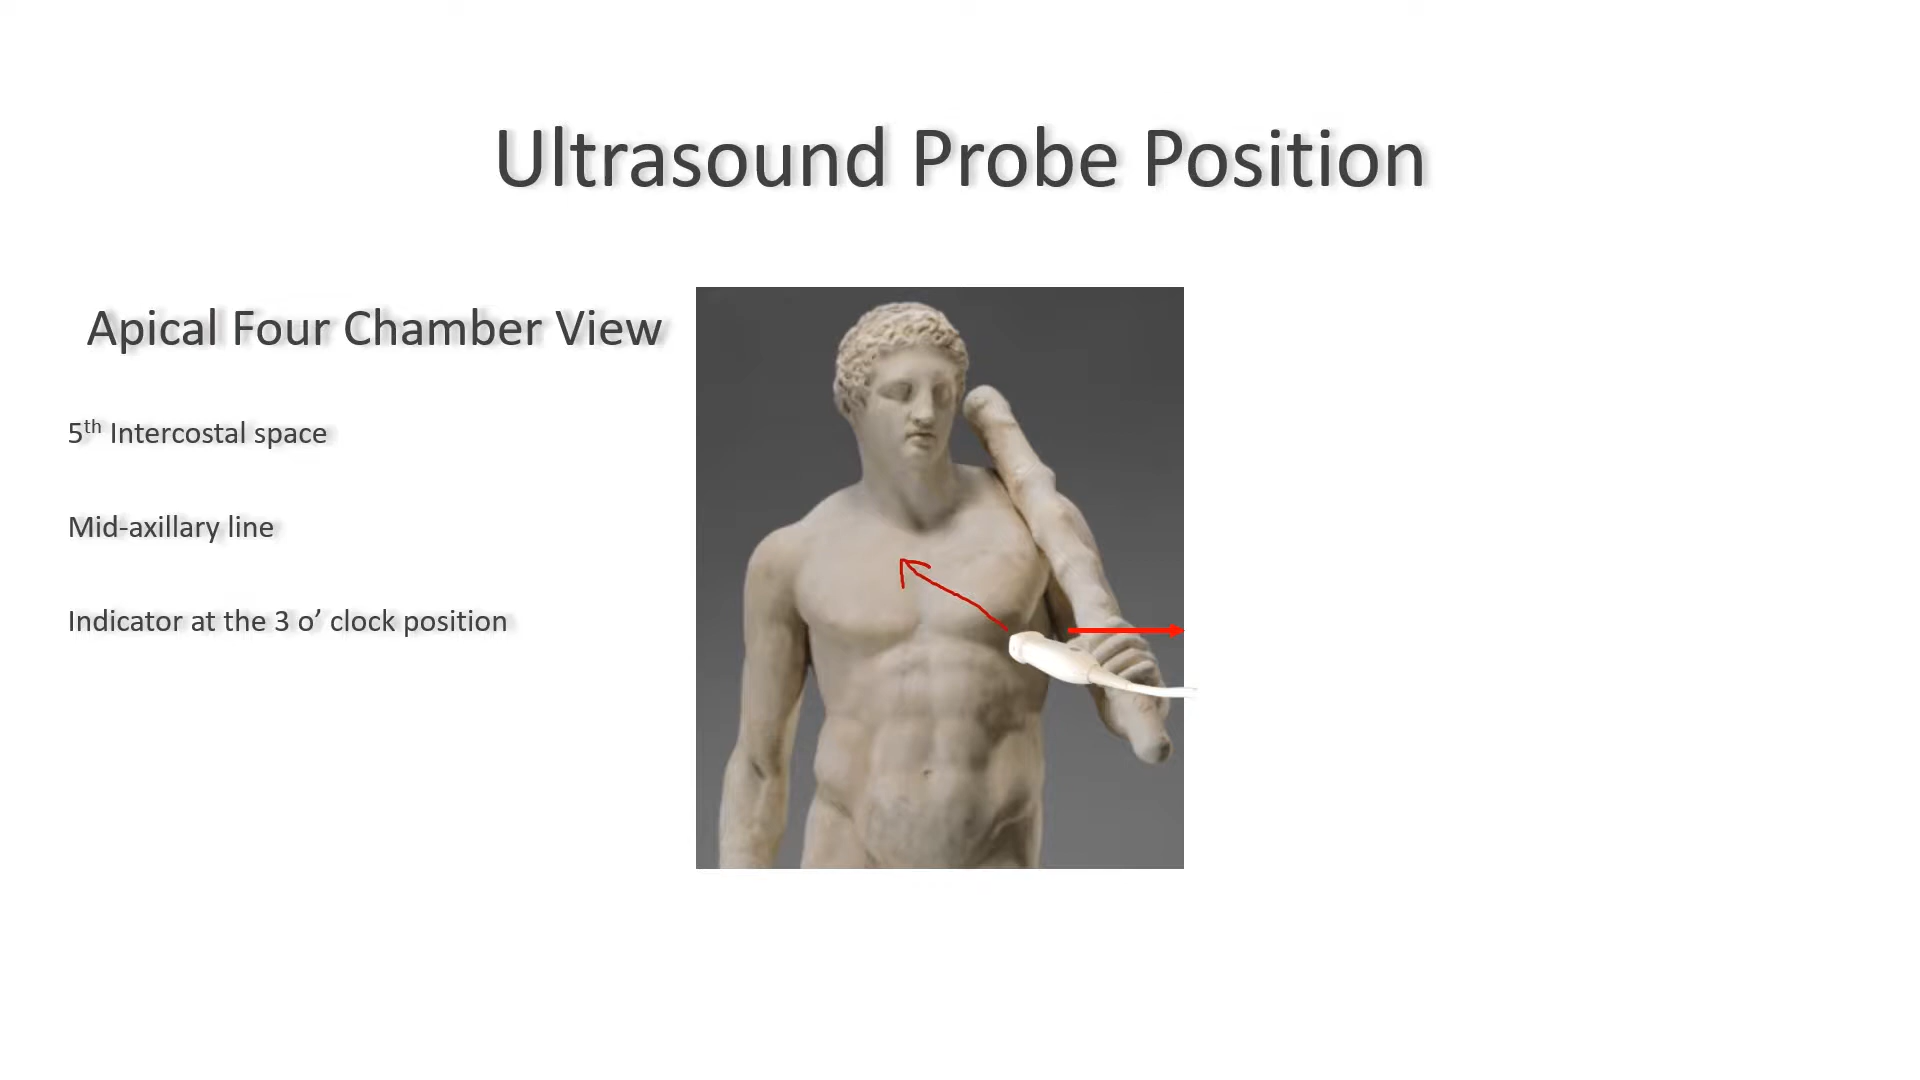 Ultrasound Probe Position
Apical Four Chamber View
5th Intercostal space
Mid-axillary line
Indicator at the 3 o’ clock position